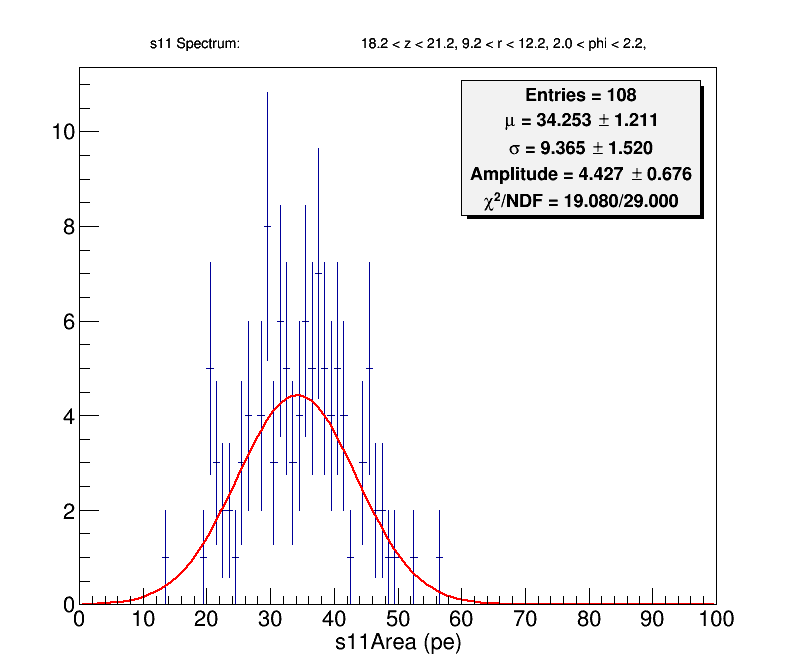 s11 Spectrum: 18.2 < z < 21.2, 9.2 < r < 12.2, 2.0 < phi < 2.2,
Entries = 108
μ = 34.253 ± 1.211
σ = 9.365 ± 1.520
Amplitude = 4.427 ± 0.676
χ²/NDF = 19.080/29.000
10
8
6
4
2
0
0 10 20 30 40 50 60 70 80 90 100
s11Area (pe)